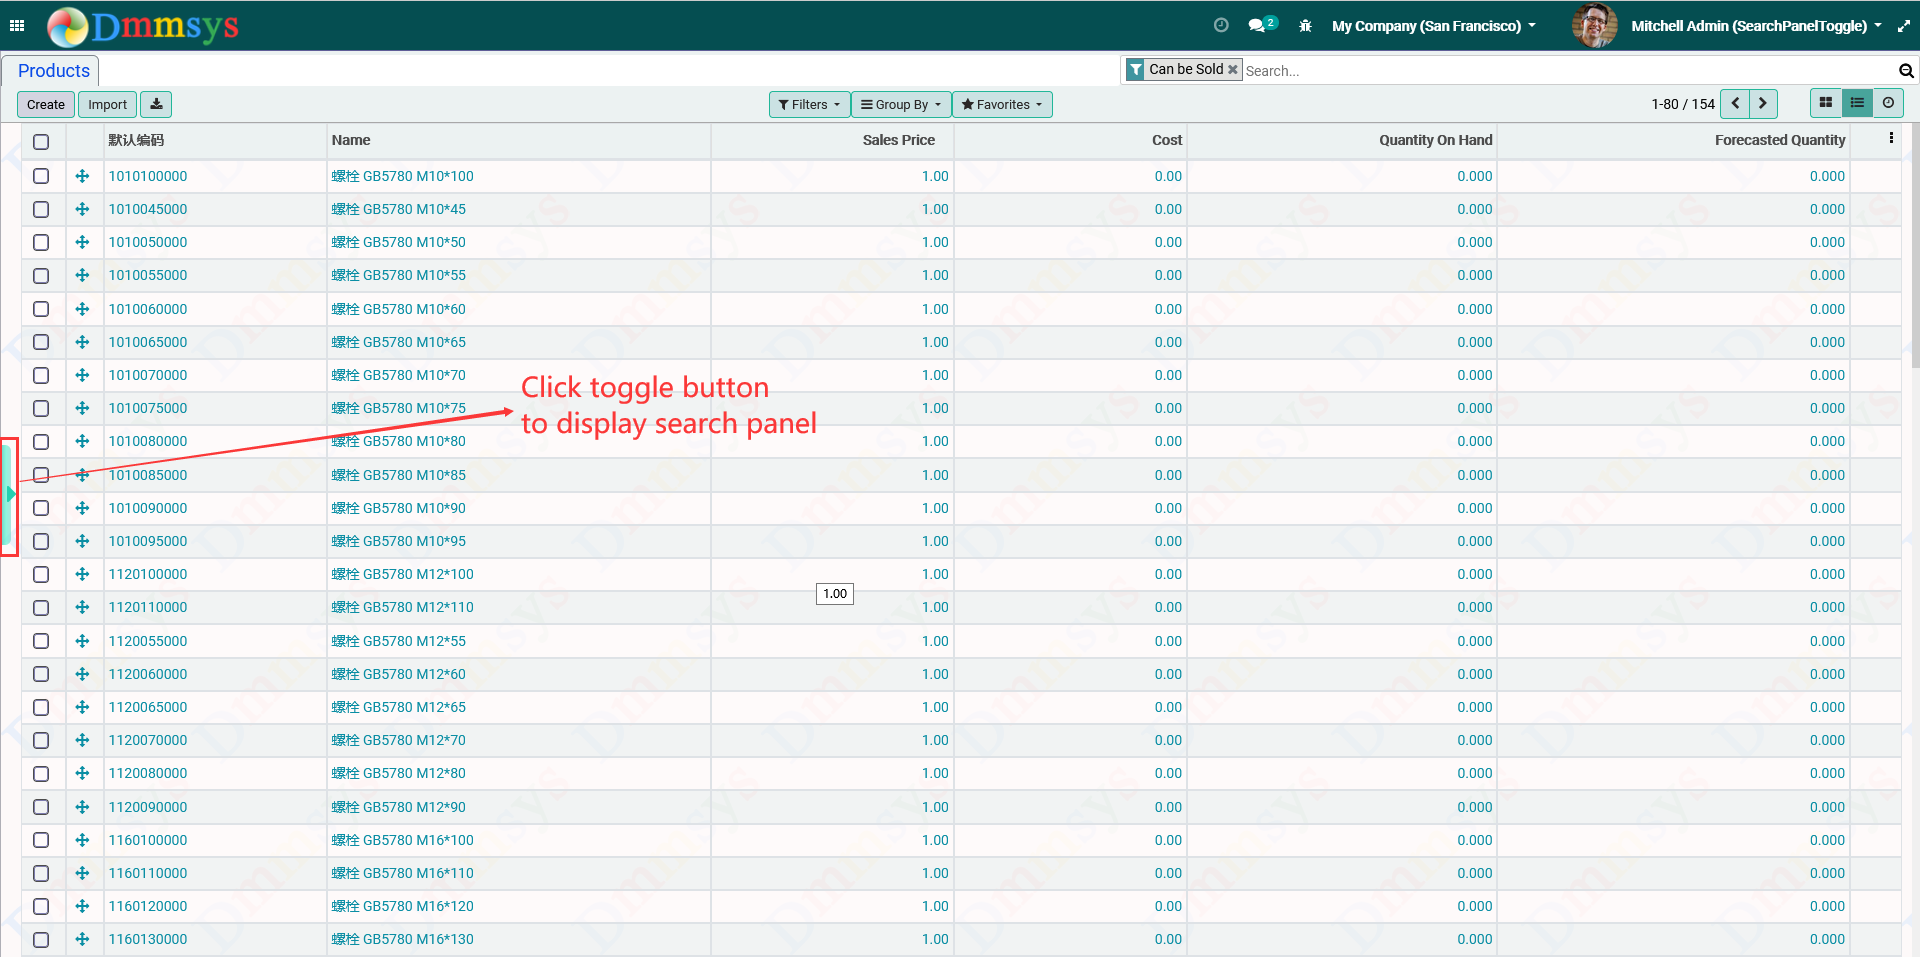 Dmmsys 2 My Company (San Francisco) Mitchell Admin (SearchPanelToggle)
Products Can be Sold Search...
Create Import Filters Group By Favorites 1-80 / 154
默认编码 Name Sales Price Cost Quantity On Hand Forecasted Quantity
1010100000 螺栓 GB5780 M10*100 1.00 0.00 0.000 0.000
1010045000 螺栓 GB5780 M10*45 1.00 0.00 0.000 0.000
1010050000 螺栓 GB5780 M10*50 1.00 0.00 0.000 0.000
1010055000 螺栓 GB5780 M10*55 1.00 0.00 0.000 0.000
1010060000 螺栓 GB5780 M10*60 1.00 0.00 0.000 0.000
1010065000 螺栓 GB5780 M10*65 1.00 0.00 0.000 0.000
1010070000 螺栓 GB5780 M10*70 1.00 0.00 0.000 0.000
Click toggle button
1010075000 螺栓 GB5780 M10*75 1.00 0.00 0.000 0.000
to display search panel
1010080000 螺栓 GB5780 M10*80 1.00 0.00 0.000 0.000
1010085000 螺栓 GB5780 M10*85 1.00 0.00 0.000 0.000
1010090000 螺栓 GB5780 M10*90 1.00 0.00 0.000 0.000
1010095000 螺栓 GB5780 M10*95 1.00 0.00 0.000 0.000
1120100000 螺栓 GB5780 M12*100 1.00 0.00 0.000 0.000
1.00
1120110000 螺栓 GB5780 M12*110 1.00 0.00 0.000 0.000
1120055000 螺栓 GB5780 M12*55 1.00 0.00 0.000 0.000
1120060000 螺栓 GB5780 M12*60 1.00 0.00 0.000 0.000
1120065000 螺栓 GB5780 M12*65 1.00 0.00 0.000 0.000
1120070000 螺栓 GB5780 M12*70 1.00 0.00 0.000 0.000
1120080000 螺栓 GB5780 M12*80 1.00 0.00 0.000 0.000
1120090000 螺栓 GB5780 M12*90 1.00 0.00 0.000 0.000
1160100000 螺栓 GB5780 M16*100 1.00 0.00 0.000 0.000
1160110000 螺栓 GB5780 M16*110 1.00 0.00 0.000 0.000
1160120000 螺栓 GB5780 M16*120 1.00 0.00 0.000 0.000
1160130000 螺栓 GB5780 M16*130 1.00 0.00 0.000 0.000